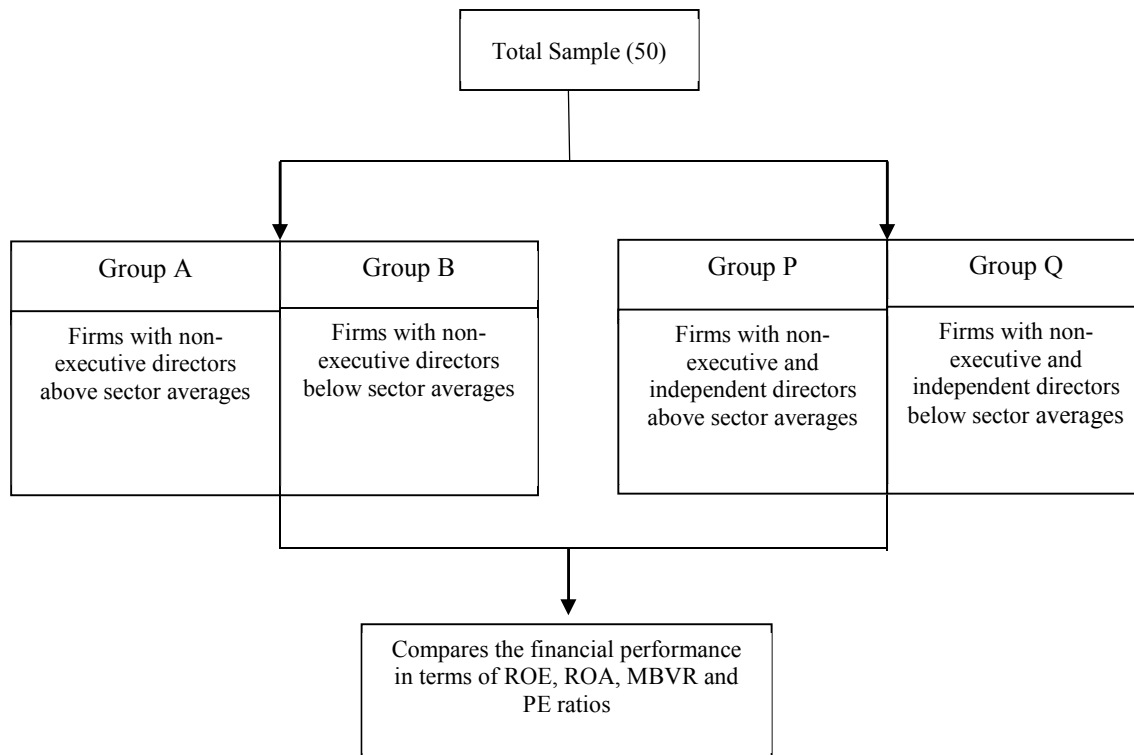 Total Sample (50)
Group A
Firms with non-
executive directors
above sector averages
Group B
Firms with non-
executive directors
below sector averages
Group P
Firms with non-
executive and
independent directors
above sector averages
Group Q
Firms with non-
executive and
independent directors
below sector averages
Compares the financial performance
in terms of ROE, ROA, MBVR and
PE ratios